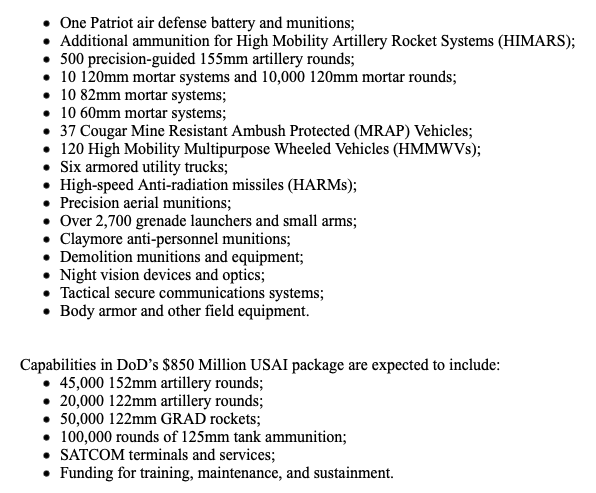 • One Patriot air defense battery and munitions;
• Additional ammunition for High Mobility Artillery Rocket Systems (HIMARS);
• 500 precision-guided 155mm artillery rounds;
• 10 120mm mortar systems and 10,000 120mm mortar rounds;
• 10 82mm mortar systems;
• 10 60mm mortar systems;
• 37 Cougar Mine Resistant Ambush Protected (MRAP) Vehicles;
• 120 High Mobility Multipurpose Wheeled Vehicles (HMMWVs);
• Six armored utility trucks;
• High-speed Anti-radiation missiles (HARMs);
• Precision aerial munitions;
• Over 2,700 grenade launchers and small arms;
• Claymore anti-personnel munitions;
• Demolition munitions and equipment;
• Night vision devices and optics;
• Tactical secure communications systems;
• Body armor and other field equipment.
Capabilities in DoD's $850 Million USAI package are expected to include:
• 45,000 152mm artillery rounds;
• 20,000 122mm artillery rounds;
• 50,000 122mm GRAD rockets;
• 100,000 rounds of 125mm tank ammunition;
• SATCOM terminals and services;
• Funding for training, maintenance, and sustainment.